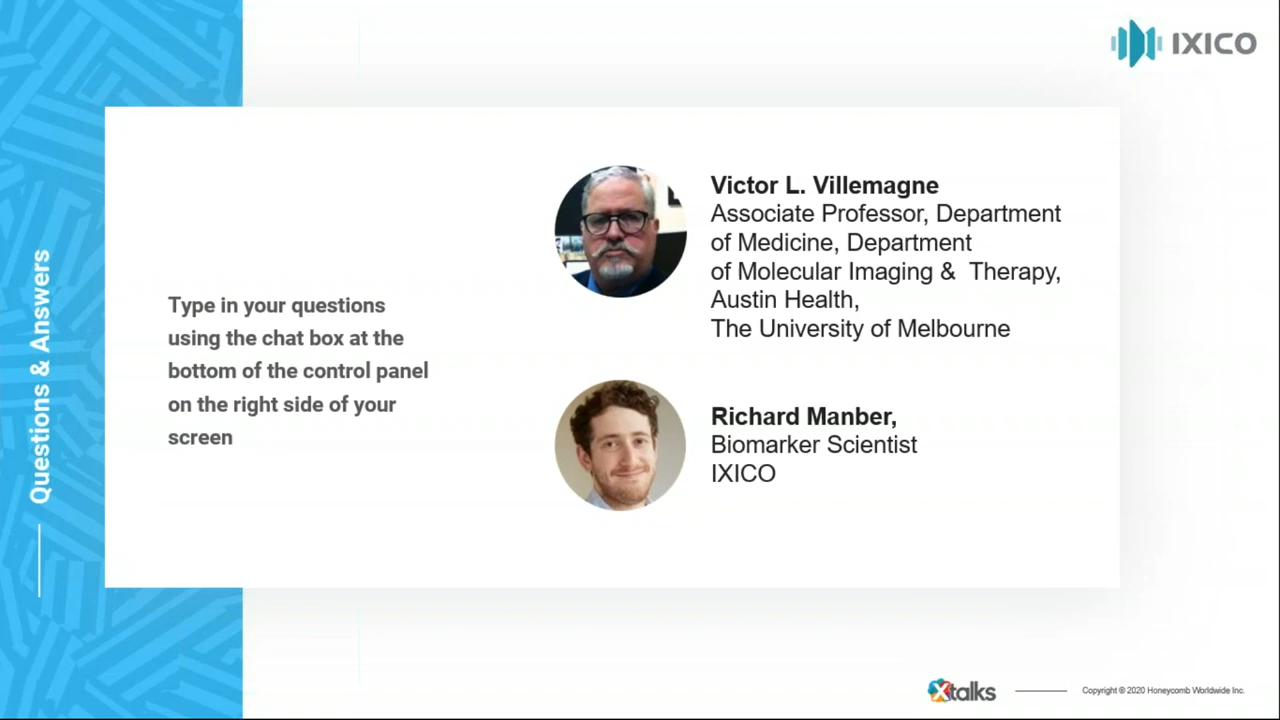 IXICO
Questions & Answers
Type in your questions
using the chat box at the
bottom of the control panel
on the right side of your
screen
Victor L. Villemagne
Associate Professor, Department
of Medicine, Department
of Molecular Imaging & Therapy,
Austin Health,
The University of Melbourne
Richard Manber,
Biomarker Scientist
IXICO
Xtalks
Copyright ® 2020 Honeycomb Worldwide Inc.